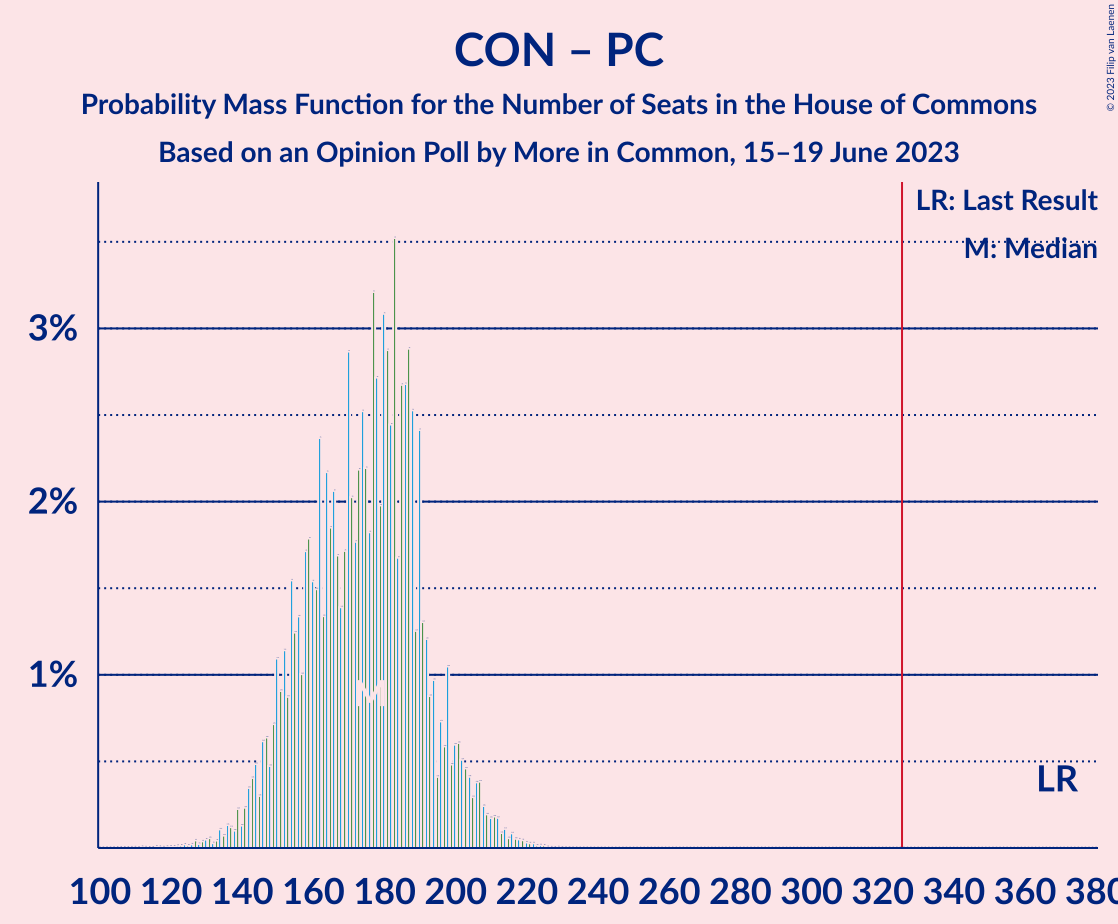 CON – PC
Probability Mass Function for the Number of Seats in the House of Commons
Based on an Opinion Poll by More in Common, 15–19 June 2023
© 2023 Filip van Laenen
LR: Last Result
M: Median
3%
2%
1%
M
LR
100 120 140 160 180 200 220 240 260 280 300 320 340 360 380